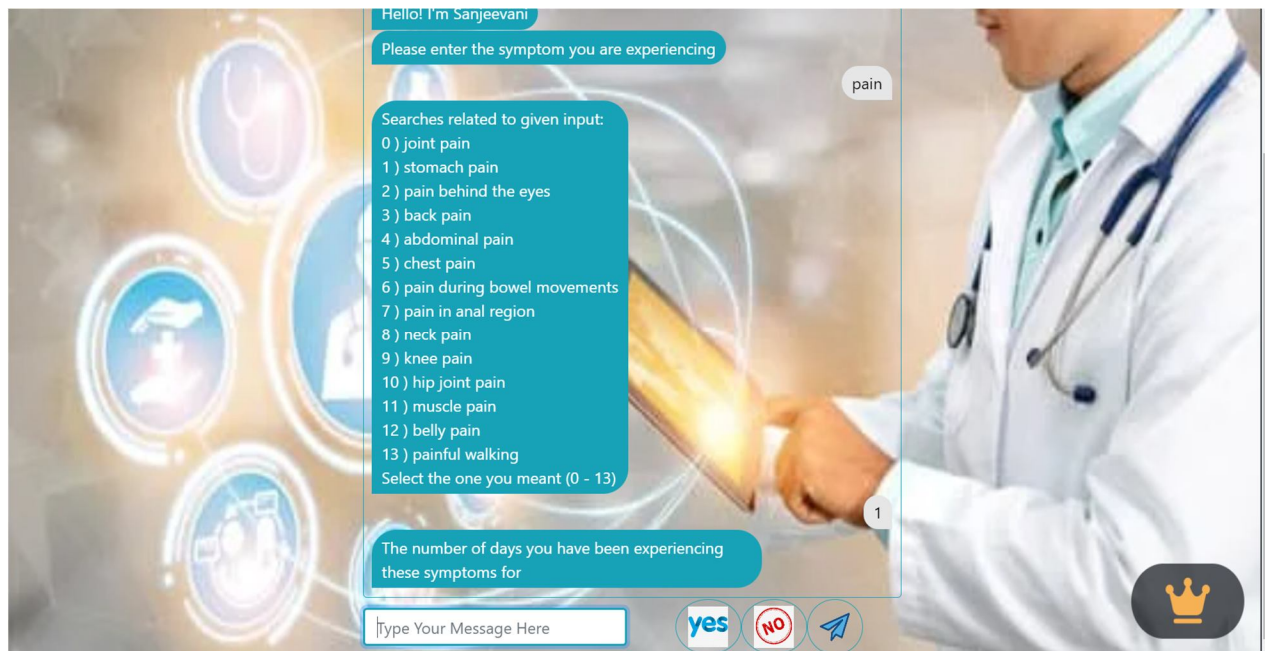 Hello! I'm Sanjeevani
Please enter the symptom you are experiencing
pain
Searches related to given input:
0 ) joint pain
1 ) stomach pain
2 ) pain behind the eyes
3 ) back pain
4 ) abdominal pain
5 ) chest pain
6 ) pain during bowel movements
7 ) pain in anal region
8 ) neck pain
9 ) knee pain
10 ) hip joint pain
11 ) muscle pain
12 ) belly pain
13 ) painful walking
Select the one you meant (0 - 13)
1
The number of days you have been experiencing
these symptoms for
Type Your Message Here
yes
NO